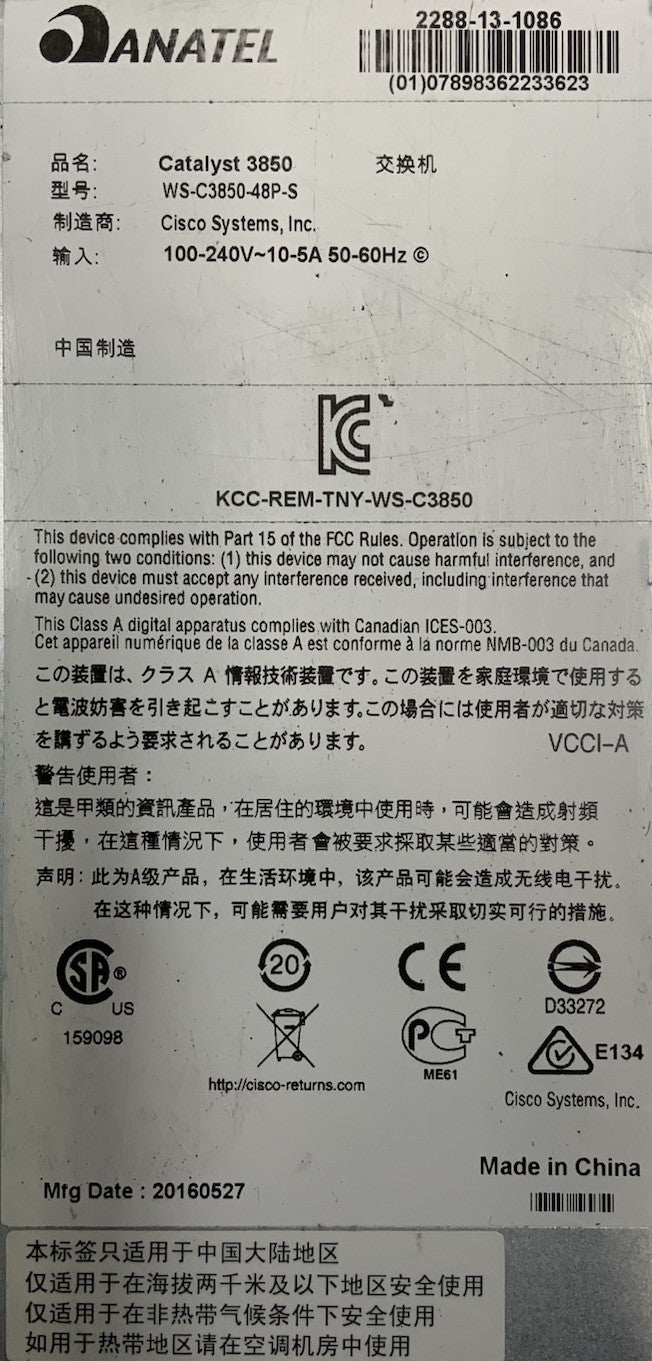 ANATEL
2288-13-1086
(01)07898362233623
品名: Catalyst 3850 交换机
型号: WS-C3850-48P-S
制造商: Cisco Systems, Inc.
输入: 100-240V~10-5A 50-60Hz ©
中国制造
KC
KCC-REM-TNY-WS-C3850
This device complies with Part 15 of the FCC Rules. Operation is subject to the
following two conditions: (1) this device may not cause harmful interference, and
(2) this device must accept any interference received, including interference that
may cause undesired operation.
This Class A digital apparatus complies with Canadian ICES-003.
Cet appareil numérique de la classe A est conforme à la norme NMB-003 du Canada.
この装置は、クラス A 情報技術装置です。この装置を家庭環境で使用する
と電波妨害を引き起こすことがあります。この場合には使用者が適切な対策
を講ずるよう要求されることがあります。 VCCI-A
警告使用者：
這是甲類的資訊產品，在居住的環境中使用時，可能會造成射頻
干擾，在這種情況下，使用者會被要求採取某些適當的對策。
声明：此为A级产品，在生活环境中，该产品可能会造成无线电干扰。
在这种情况下，可能需要用户对其干扰采取切实可行的措施。
SA ® 20 CE
C US
159098
D33272
PCT
ME61
E134
http://cisco-returns.com
Cisco Systems, Inc.
Made in China
Mfg Date : 20160527
本标签只适用于中国大陆地区
仅适用于在海拔两千米及以下地区安全使用
仅适用于在非热带气候条件下安全使用
如用于热带地区请在空调机房中使用